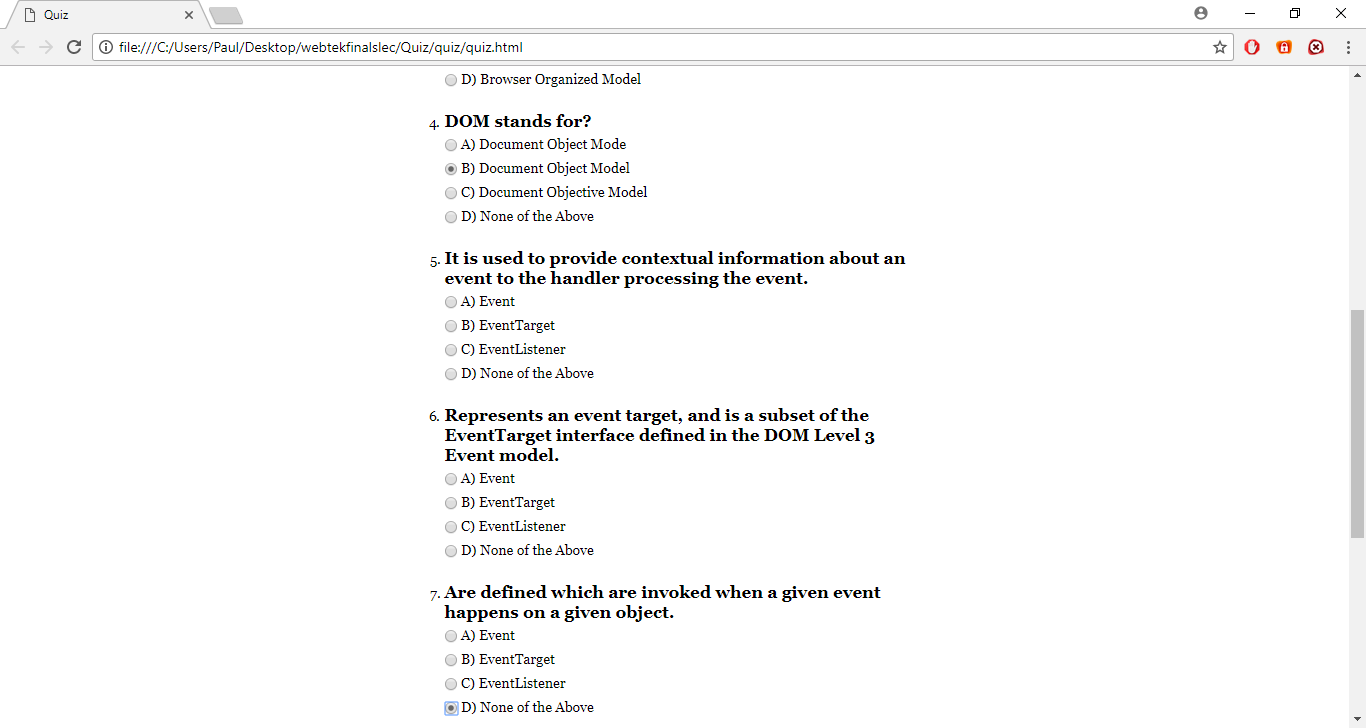 Quiz
file:///C:/Users/Paul/Desktop/webtekfinalslec/Quiz/quiz/quiz.html
D) Browser Organized Model
4. DOM stands for?
A) Document Object Mode
B) Document Object Model
C) Document Objective Model
D) None of the Above
5. It is used to provide contextual information about an
event to the handler processing the event.
A) Event
B) EventTarget
C) EventListener
D) None of the Above
6. Represents an event target, and is a subset of the
EventTarget interface defined in the DOM Level 3
Event model.
A) Event
B) EventTarget
C) EventListener
D) None of the Above
7. Are defined which are invoked when a given event
happens on a given object.
A) Event
B) EventTarget
C) EventListener
D) None of the Above